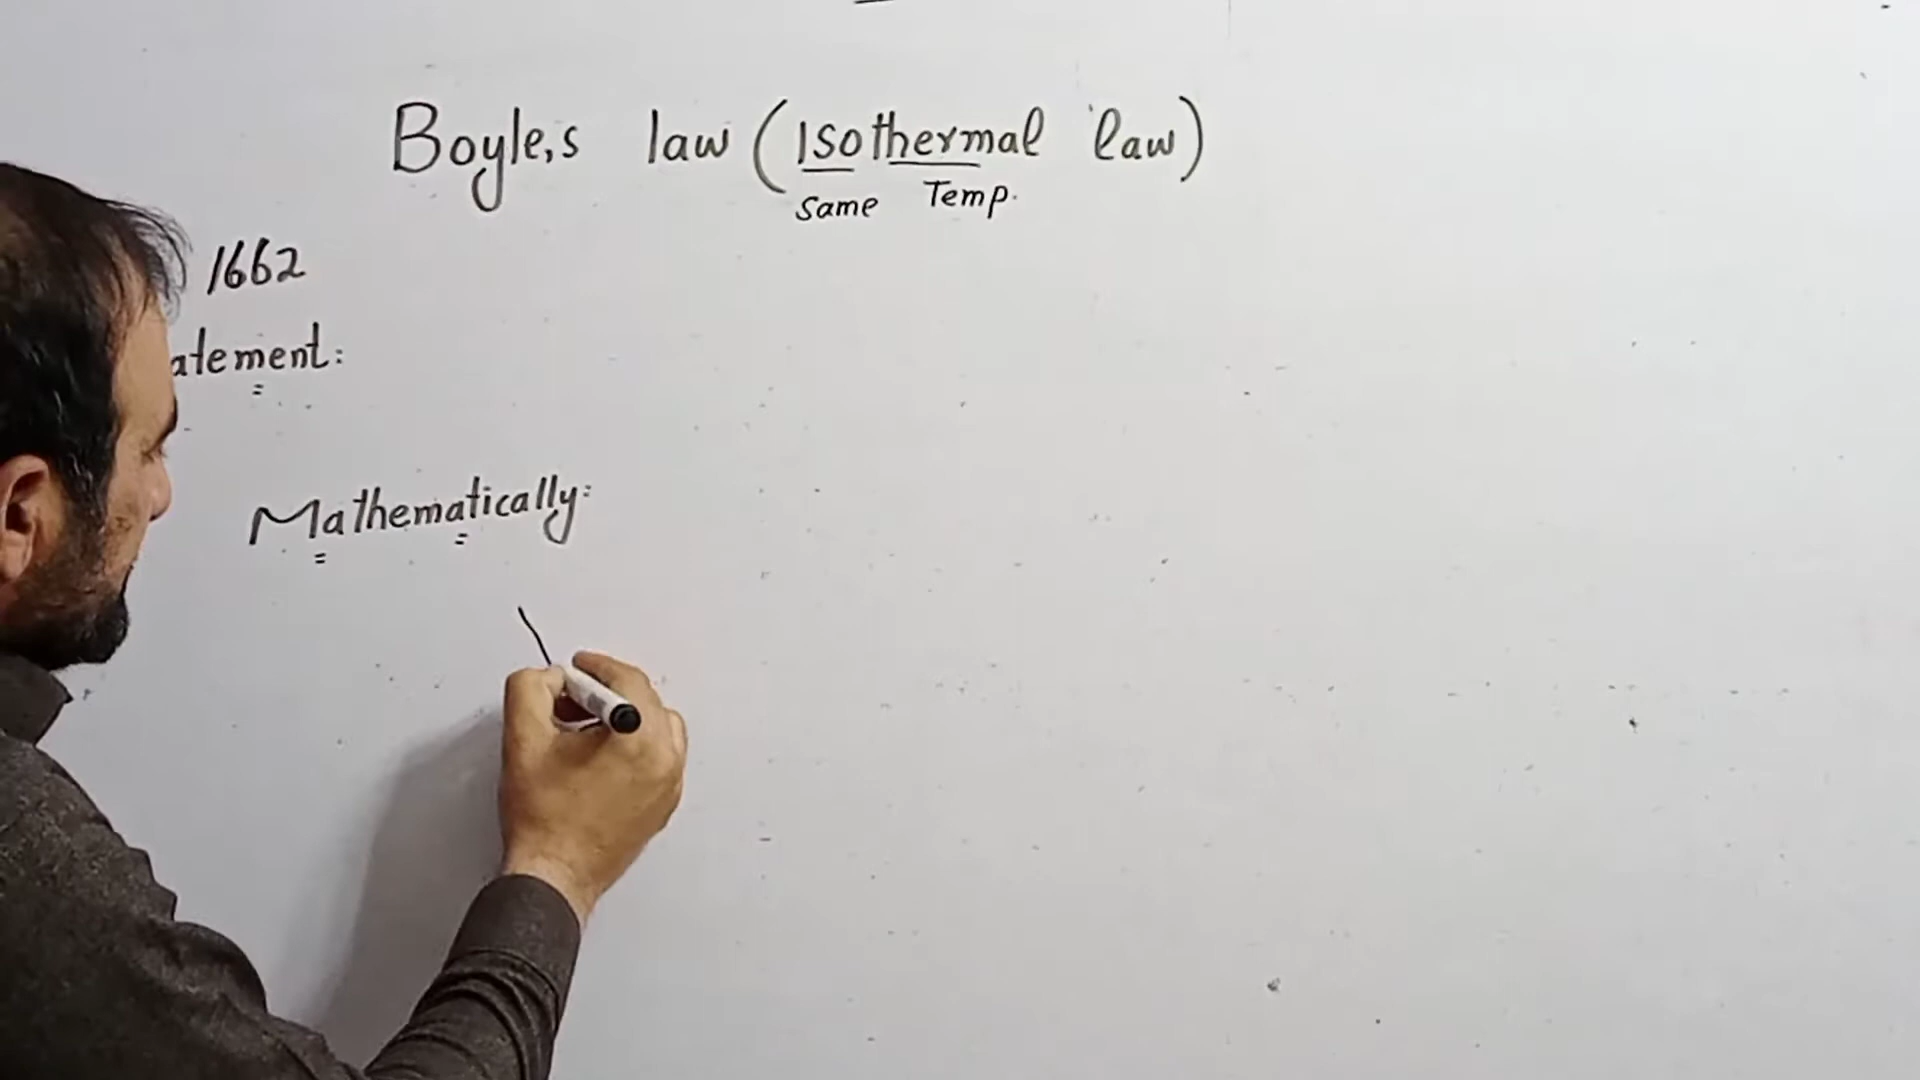 Boyle,s law (Isothermal law)
Same Temp.
1662
atement:
Mathematically: